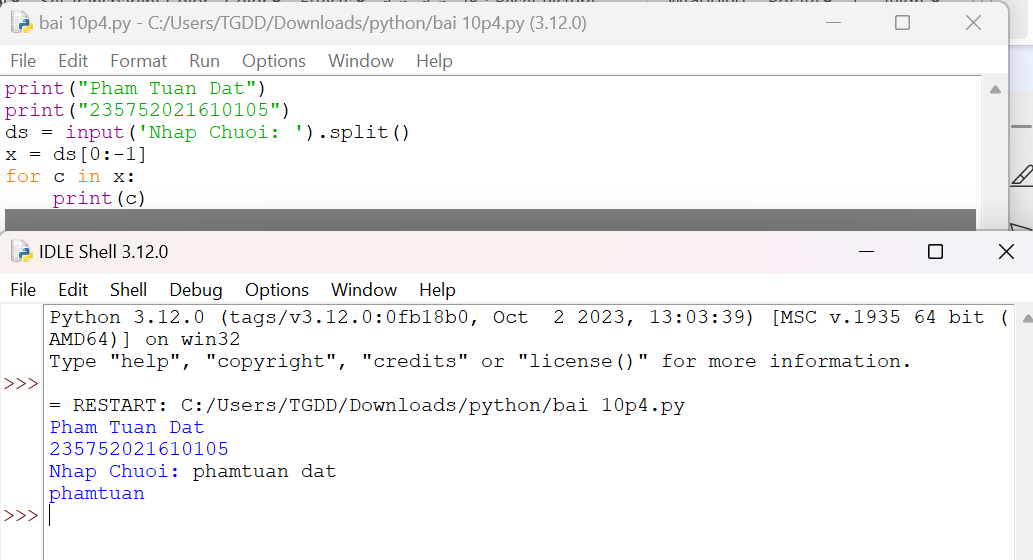 bai 10p4.py - C:/Users/TGDD/Downloads/python/bai 10p4.py (3.12.0)
File Edit Format Run Options Window Help
print("Pham Tuan Dat")
print("235752021610105")
ds = input('Nhap Chuoi: ').split()
x = ds[0:-1]
for c in x:
    print(c)
IDLE Shell 3.12.0
File Edit Shell Debug Options Window Help
Python 3.12.0 (tags/v3.12.0:0fb18b0, Oct  2 2023, 13:03:39) [MSC v.1935 64 bit (
AMD64)] on win32
Type "help", "copyright", "credits" or "license()" for more information.
>>>
= RESTART: C:/Users/TGDD/Downloads/python/bai 10p4.py
Pham Tuan Dat
235752021610105
Nhap Chuoi: phamtuan dat
phamtuan
>>>